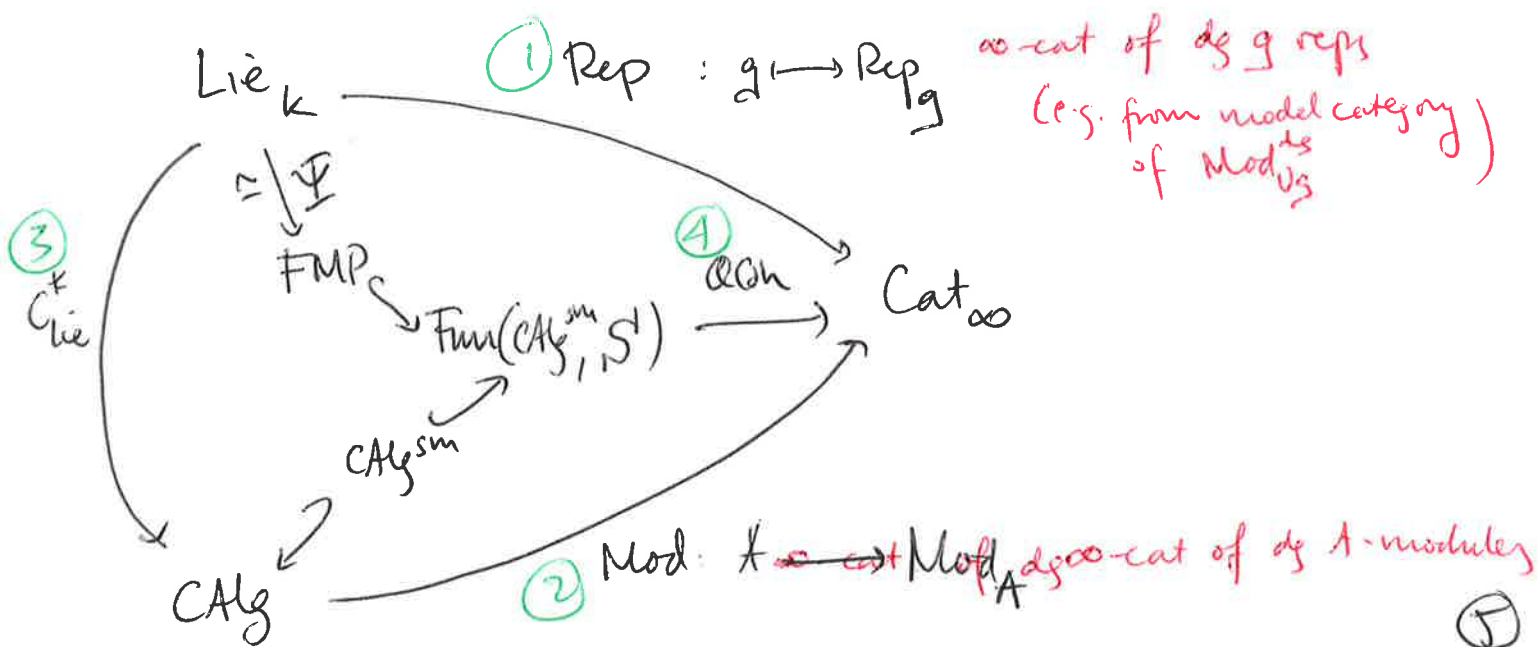 ① Rep : g ⟼ Rep_g
∞-cat of dg g reps
(e.g. from model category
of Mod^dg_Ug)
Lie_k
≃ Ψ
③
C*_Lie
FMP
④
QCoh
Fun(CAlg^sm, S)
Cat_∞
CAlg^sm
② Mod: A ⟶ Mod_A
∞-cat of dg A-modules
CAlg
⑤